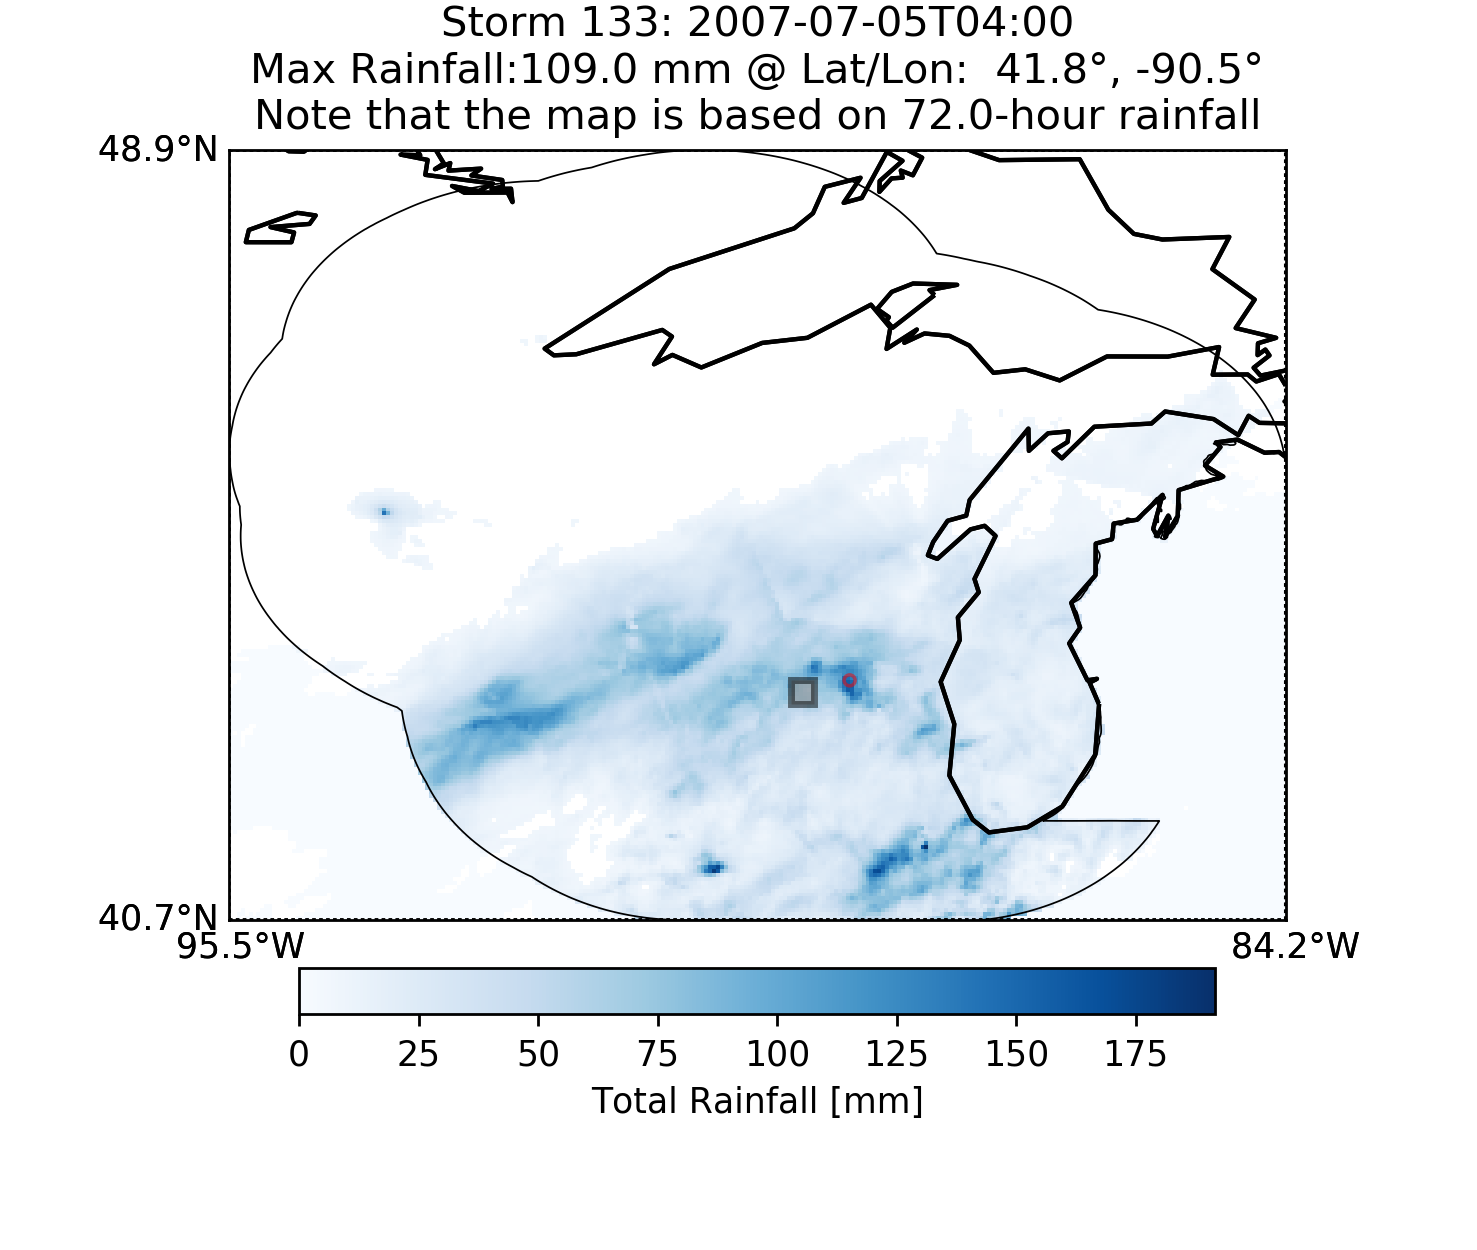 Storm 133: 2007-07-05T04:00
Max Rainfall:109.0 mm @ Lat/Lon:  41.8°, -90.5°
Note that the map is based on 72.0-hour rainfall
48.9°N
40.7°N
95.5°W 84.2°W
0 25 50 75 100 125 150 175
Total Rainfall [mm]